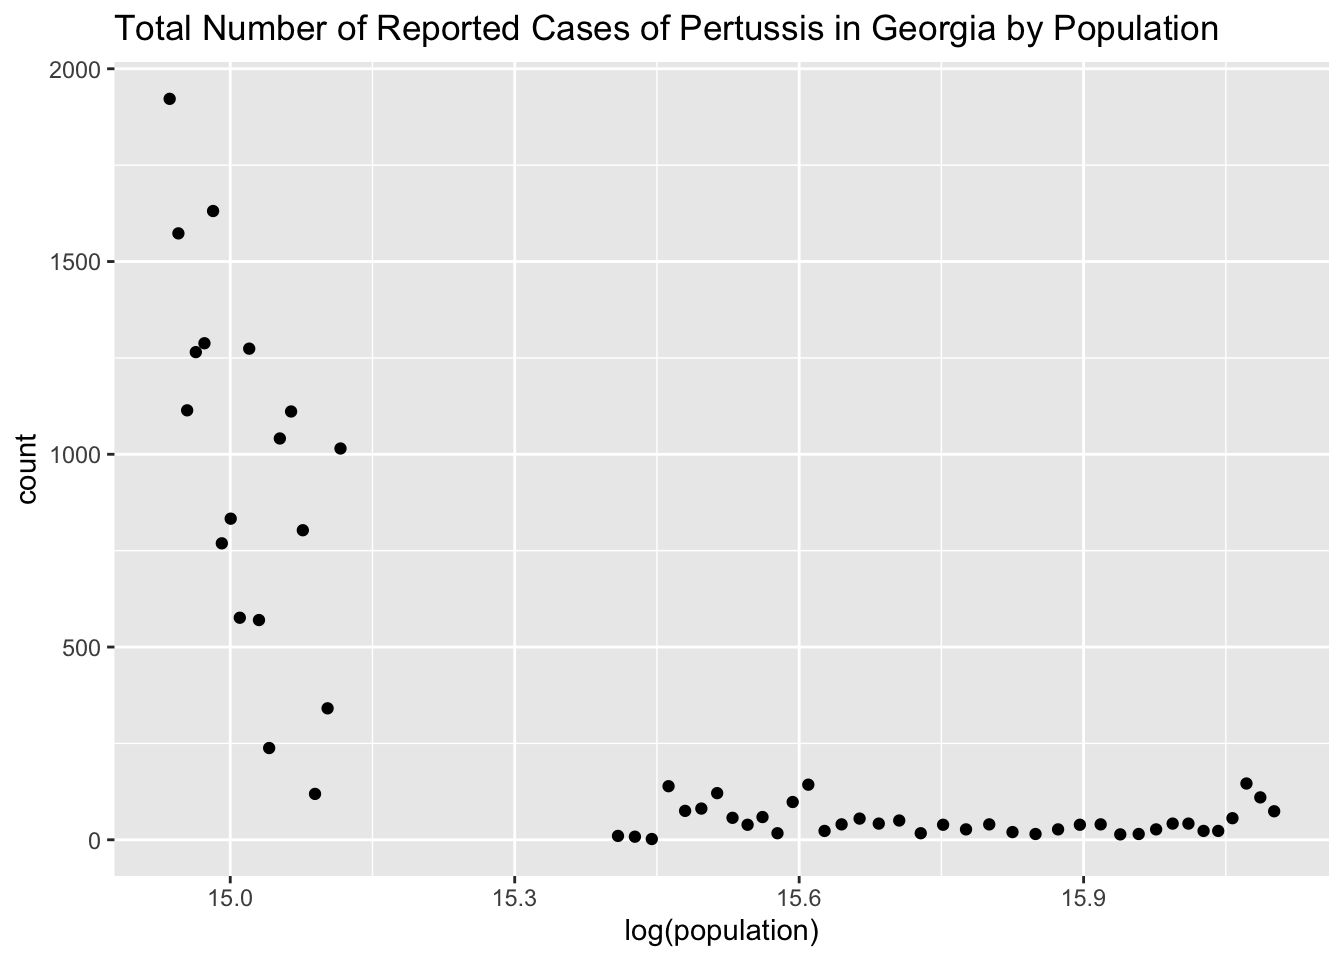 Total Number of Reported Cases of Pertussis in Georgia by Population
2000
1500
1000
500
0
count
15.0 15.3 15.6 15.9
log(population)